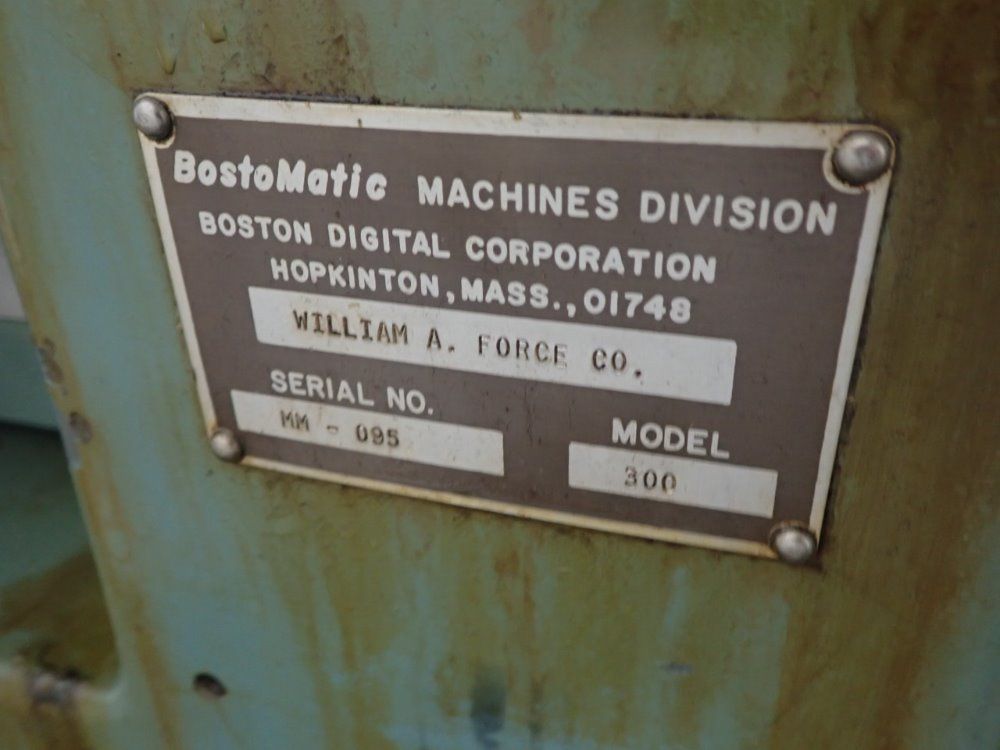 BostoMatic MACHINES DIVISION
BOSTON DIGITAL CORPORATION
HOPKINTON, MASS., 01748
WILLIAM A. FORCE CO.
SERIAL NO.
MM - 095
MODEL
300